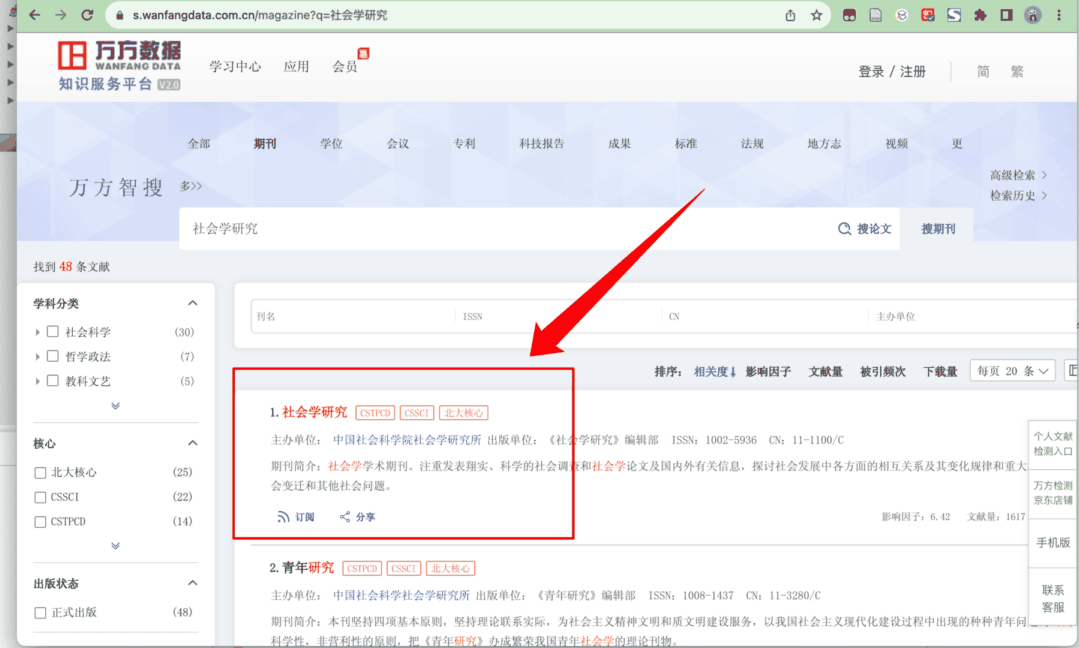 s.wanfangdata.com.cn/magazine?q=社会学研究
万方数据
WANFANG DATA
知识服务平台 V2.0
学习中心 应用 会员 惠
登录 / 注册 简 繁
全部 期刊 学位 会议 专利 科技报告 成果 标准 法规 地方志 视频 更
万方智搜 多>>
高级检索 >
检索历史 >
社会学研究 搜论文 搜期刊
找到 48 条文献
学科分类
社会科学 (30)
哲学政法 (7)
教科文艺 (5)
核心
北大核心 (25)
CSSCI (22)
CSTPCD (14)
出版状态
正式出版 (48)
刊名 ISSN CN 主办单位
排序: 相关度↓ 影响因子 文献量 被引频次 下载量 每页 20 条
1. 社会学研究 CSTPCD CSSCI 北大核心
主办单位: 中国社会科学院社会学研究所 出版单位: 《社会学研究》编辑部 ISSN: 1002-5936 CN: 11-1100/C
期刊简介: 社会学学术期刊。注重发表翔实、科学的社会调查和社会学论文及国内外有关信息, 探讨社会发展中各方面的相互关系及其变化规律和重大
会变迁和其他社会问题。
订阅 分享
影响因子: 6.42 文献量: 1617
2. 青年研究 CSTPCD CSSCI 北大核心
主办单位: 中国社会科学社会学研究所 出版单位: 《青年研究》编辑部 ISSN: 1008-1437 CN: 11-3280/C
期刊简介: 本刊坚持四项基本原则, 坚持理论联系实际, 为社会主义精神文明和质文明建设服务, 以我国社会主义现代化建设过程中出现的种种青年问
科学性, 非营利性的原则, 把《青年研究》办成繁荣我国青年社会学的理论刊物。
个人文献
检测入口
万方检测
京东店铺
手机版
联系
客服